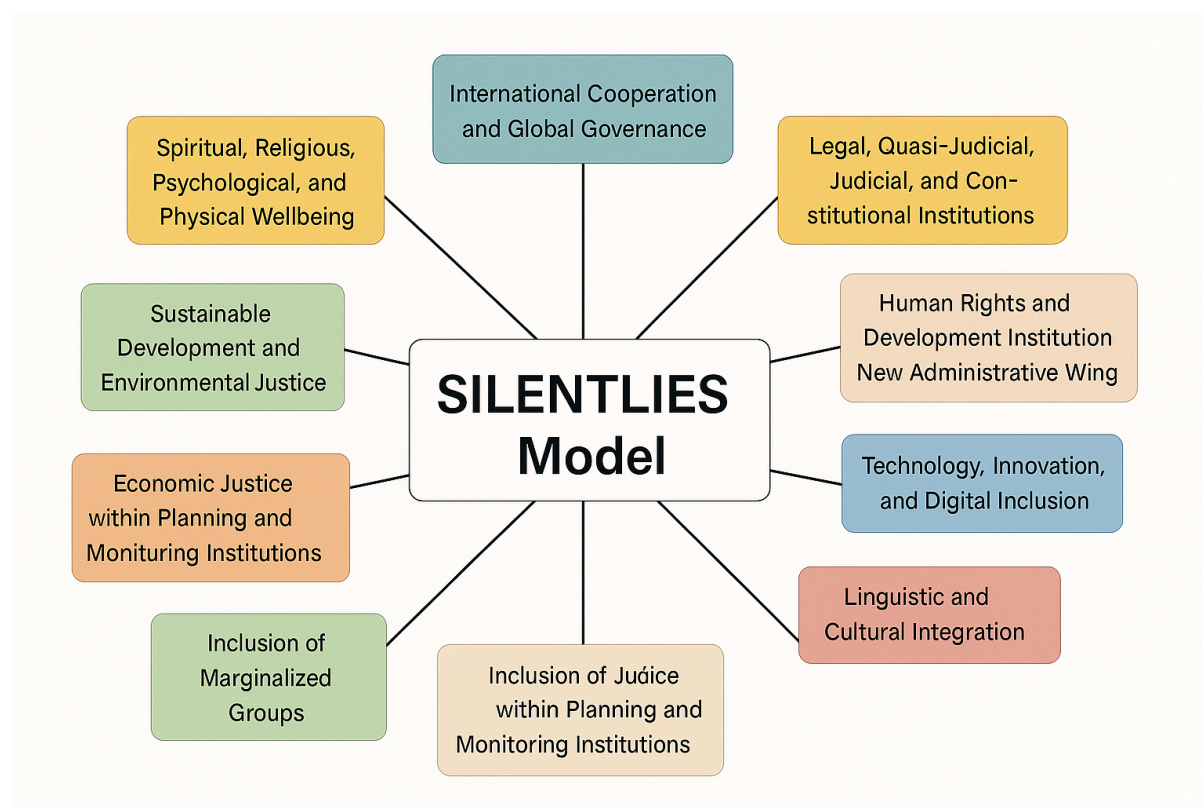 International Cooperation
and Global Governance
Spiritual, Religious,
Psychological, and
Physical Wellbeing
Legal, Quasi-Judicial,
Judicial, and Con-
stitutional Institutions
Sustainable
Development and
Environmental Justice
Human Rights and
Development Institution
New Administrative Wing
SILENTLIES
Model
Economic Justice
within Planning and
Monituring Institutions
Technology, Innovation,
and Digital Inclusion
Linguistic and
Cultural Integration
Inclusion of
Marginalized
Groups
Inclusion of Juáice
within Planning and
Monitoring Institutions